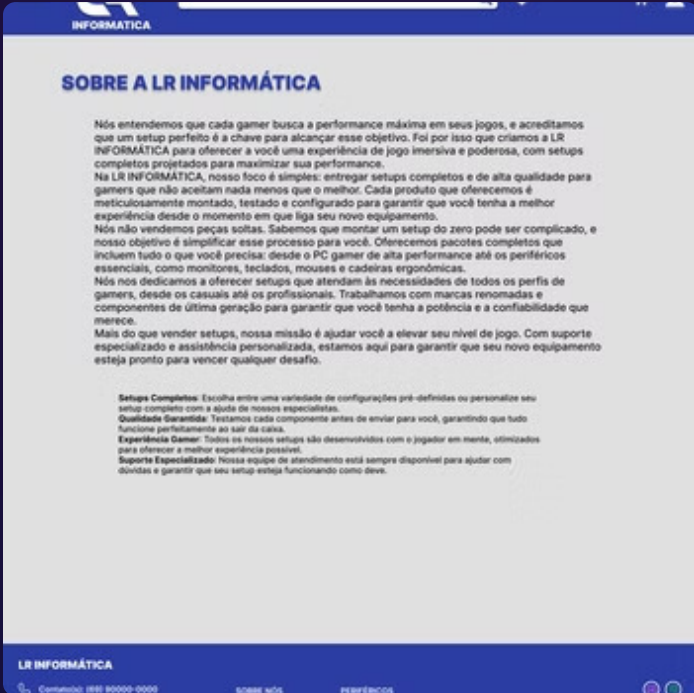 INFORMATICA
SOBRE A LR INFORMÁTICA
Nós entendemos que cada gamer busca a performance máxima em seus jogos, e acreditamos
que um setup perfeito é a chave para alcançar esse objetivo. Foi por isso que criamos a LR
INFORMÁTICA para oferecer a você uma experiência de jogo imersiva e poderosa, com setups
completos projetados para maximizar sua performance.
Na LR INFORMÁTICA, nosso foco é simples: entregar setups completos e de alta qualidade para
gamers que não aceitam nada menos que o melhor. Cada produto que oferecemos é
meticulosamente montado, testado e configurado para garantir que você tenha a melhor
experiência desde o momento em que liga seu novo equipamento.
Nós não vendemos peças soltas. Sabemos que montar um setup do zero pode ser complicado, e
nosso objetivo é simplificar esse processo para você. Oferecemos pacotes completos que
incluem tudo o que você precisa: desde o PC gamer de alta performance até os periféricos
essenciais, como monitores, teclados, mouses e cadeiras ergonômicas.
Nós nos dedicamos a oferecer setups que atendam às necessidades de todos os perfis de
gamers, desde os casuais até os profissionais. Trabalhamos com marcas renomadas e
componentes de última geração para garantir que você tenha a potência e a confiabilidade que
merece.
Mais do que vender setups, nossa missão é ajudar você a elevar seu nível de jogo. Com suporte
especializado e assistência personalizada, estamos aqui para garantir que seu novo equipamento
esteja pronto para vencer qualquer desafio.
Setups Completos: Escolha entre uma variedade de configurações pré-definidas ou personalize seu
setup completo com a ajuda de nossos especialistas.
Qualidade Garantida: Testamos cada componente antes de enviar para você, garantindo que tudo
funcione perfeitamente ao sair da caixa.
Experiência Gamer: Todos os nossos setups são desenvolvidos com o jogador em mente, otimizados
para oferecer a melhor experiência possível.
Suporte Especializado: Nossa equipe de atendimento está sempre disponível para ajudar com
dúvidas e garantir que seu setup esteja funcionando como deve.
LR INFORMÁTICA
Contato(s): (69) 90000-0000
SOBRE NÓS
PERIFÉRICOS